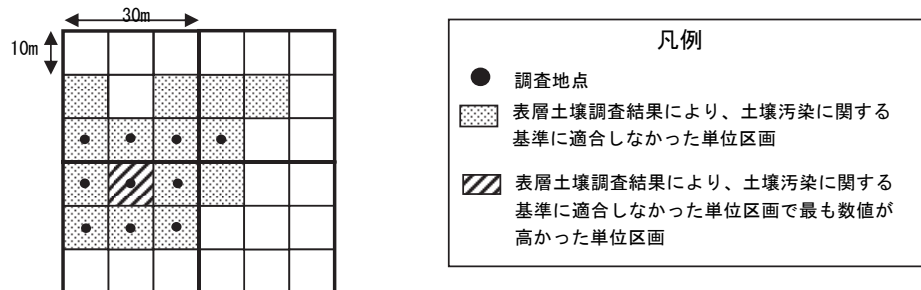 30m
10m
凡例
調査地点
表層土壌調査結果により、土壌汚染に関する
基準に適合しなかった単位区画
表層土壌調査結果により、土壌汚染に関する
基準に適合しなかった単位区画で最も数値が
高かった単位区画